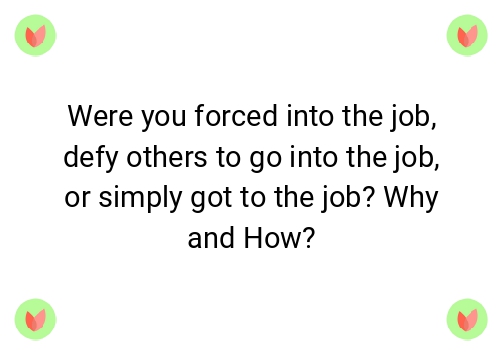 Were you forced into the job,
defy others to go into the job,
or simply got to the job? Why
and How?